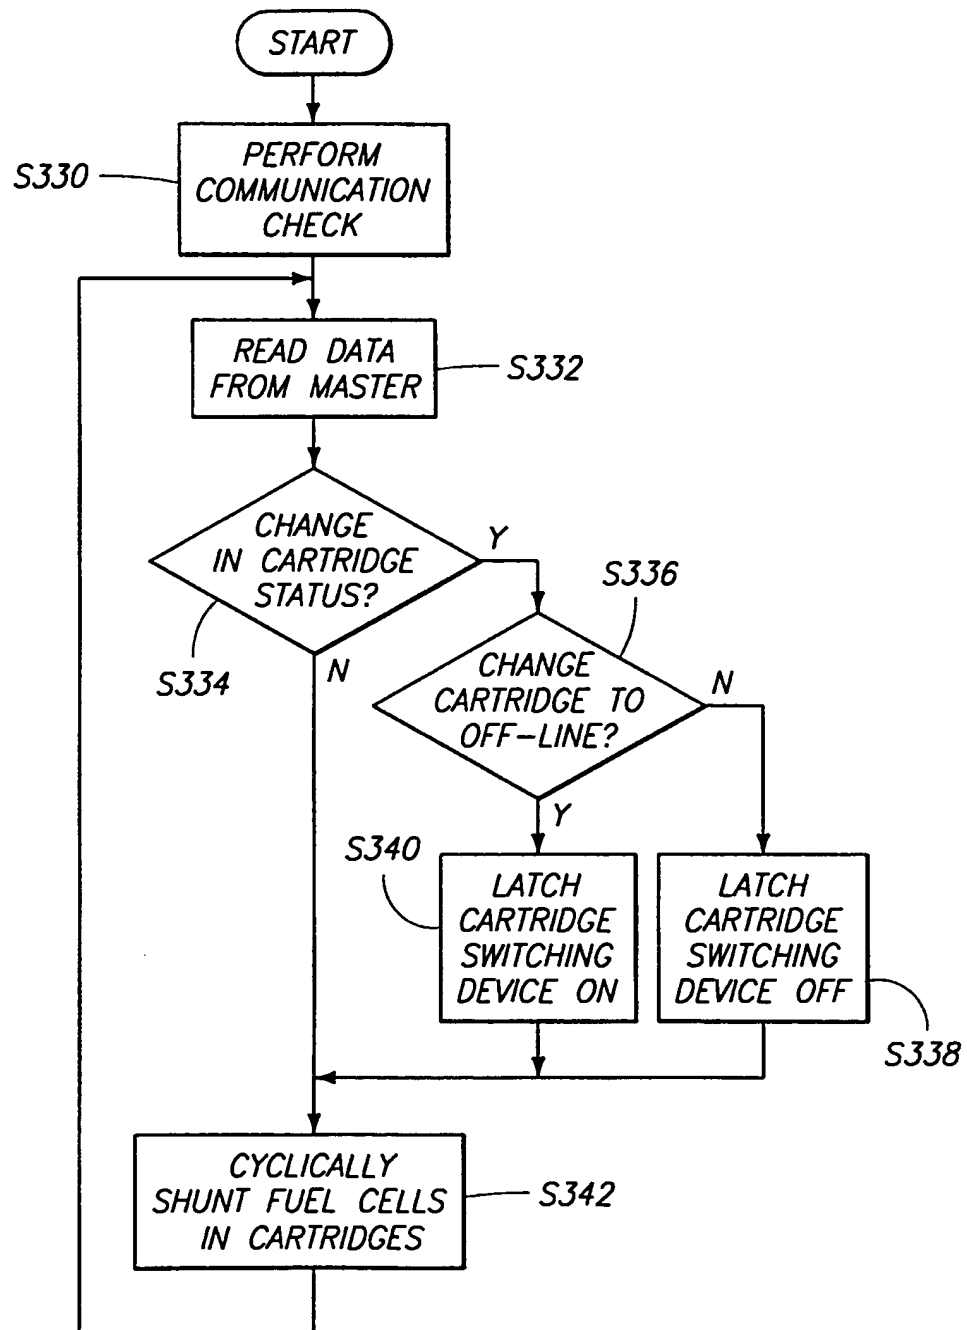 START
PERFORM
COMMUNICATION
CHECK
S330
READ DATA
FROM MASTER
S332
CHANGE
IN CARTRIDGE
STATUS?
Y
N
S334
S336
CHANGE
CARTRIDGE TO
OFF-LINE?
N
Y
S340
LATCH
CARTRIDGE
SWITCHING
DEVICE ON
LATCH
CARTRIDGE
SWITCHING
DEVICE OFF
S338
CYCLICALLY
SHUNT FUEL CELLS
IN CARTRIDGES
S342